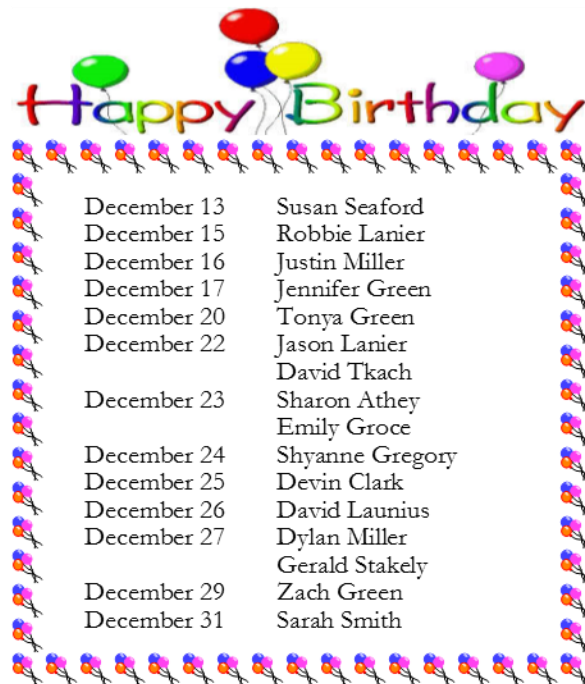 Happy Birthday
December 13 Susan Seaford
December 15 Robbie Lanier
December 16 Justin Miller
December 17 Jennifer Green
December 20 Tonya Green
December 22 Jason Lanier
David Tkach
December 23 Sharon Athey
Emily Groce
December 24 Shyanne Gregory
December 25 Devin Clark
December 26 David Launius
December 27 Dylan Miller
Gerald Stakely
December 29 Zach Green
December 31 Sarah Smith